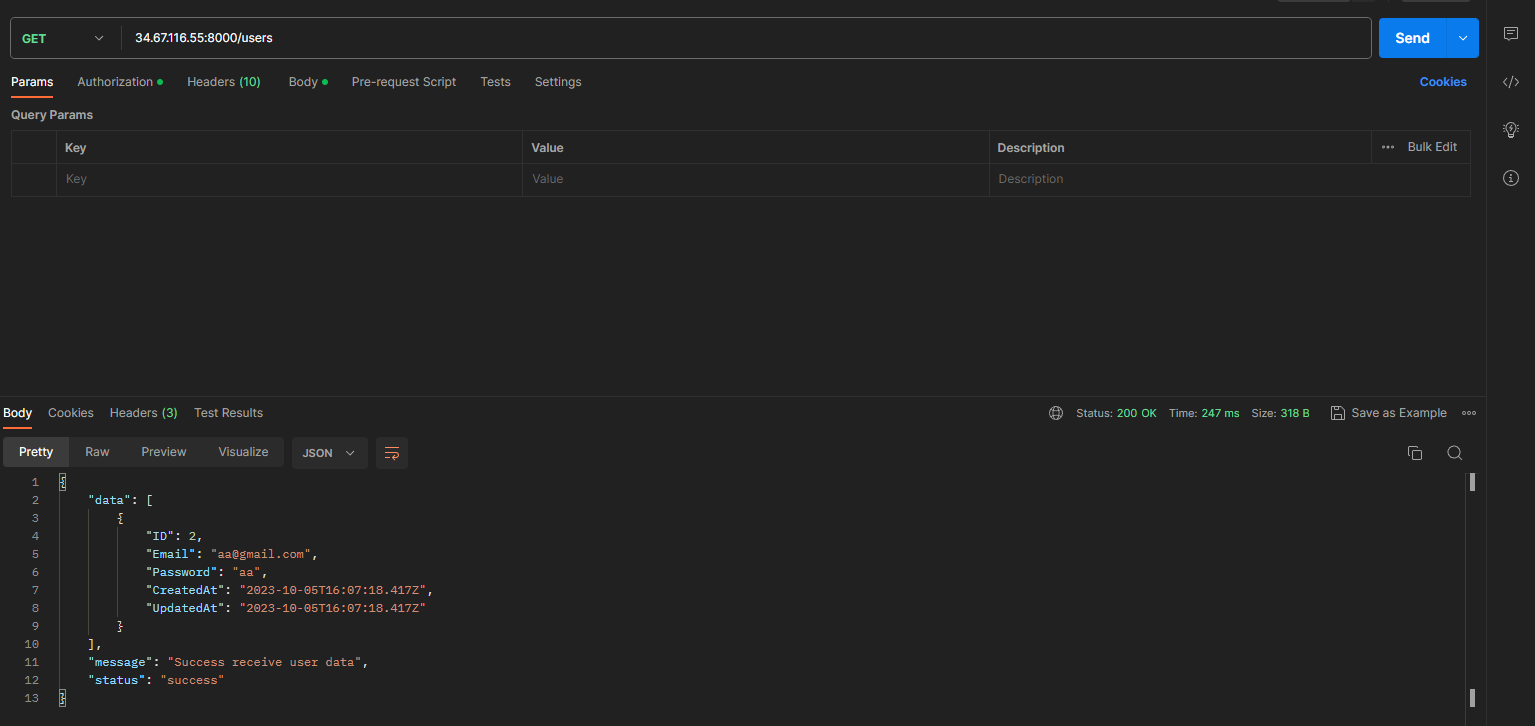 GET 34.67.116.55:8000/users Send
Params Authorization Headers (10) Body Pre-request Script Tests Settings Cookies
Query Params
Key Value Description Bulk Edit
Key Value Description
Body Cookies Headers (3) Test Results Status: 200 OK Time: 247 ms Size: 318 B Save as Example
Pretty Raw Preview Visualize JSON
1 {
2 "data": [
3 {
4 "ID": 2,
5 "Email": "aa@gmail.com",
6 "Password": "aa",
7 "CreatedAt": "2023-10-05T16:07:18.417Z",
8 "UpdatedAt": "2023-10-05T16:07:18.417Z"
9 }
10 ],
11 "message": "Success receive user data",
12 "status": "success"
13 }